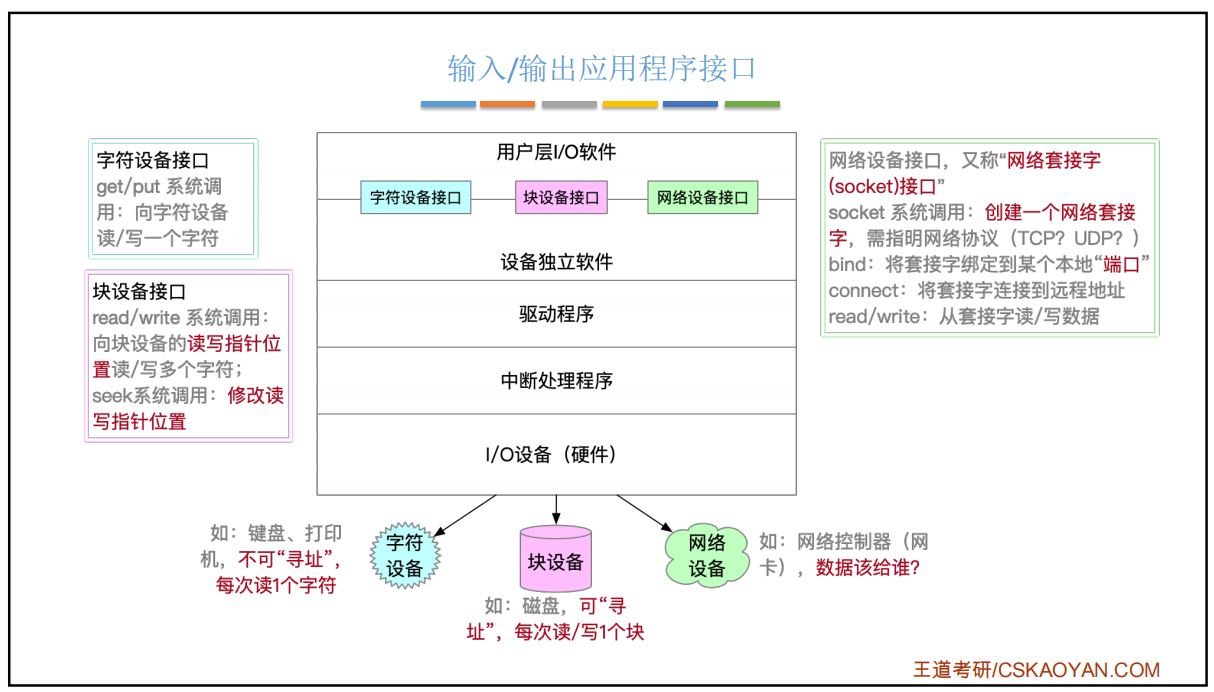 输入/输出应用程序接口
字符设备接口
get/put 系统调
用：向字符设备
读/写一个字符
块设备接口
read/write 系统调用：
向块设备的读写指针位
置读/写多个字符；
seek系统调用：修改读
写指针位置
用户层I/O软件
字符设备接口
块设备接口
网络设备接口
设备独立软件
驱动程序
中断处理程序
I/O设备（硬件）
网络设备接口，又称“网络套接字
(socket)接口”
socket 系统调用：创建一个网络套接
字，需指明网络协议（TCP？UDP？）
bind：将套接字绑定到某个本地“端口”
connect：将套接字连接到远程地址
read/write：从套接字读/写数据
如：键盘、打印
机，不可“寻址”，
每次读1个字符
字符
设备
块设备
如：磁盘，可“寻
址”，每次读/写1个块
网络
设备
如：网络控制器（网
卡），数据该给谁？
王道考研/CSKAOYAN.COM